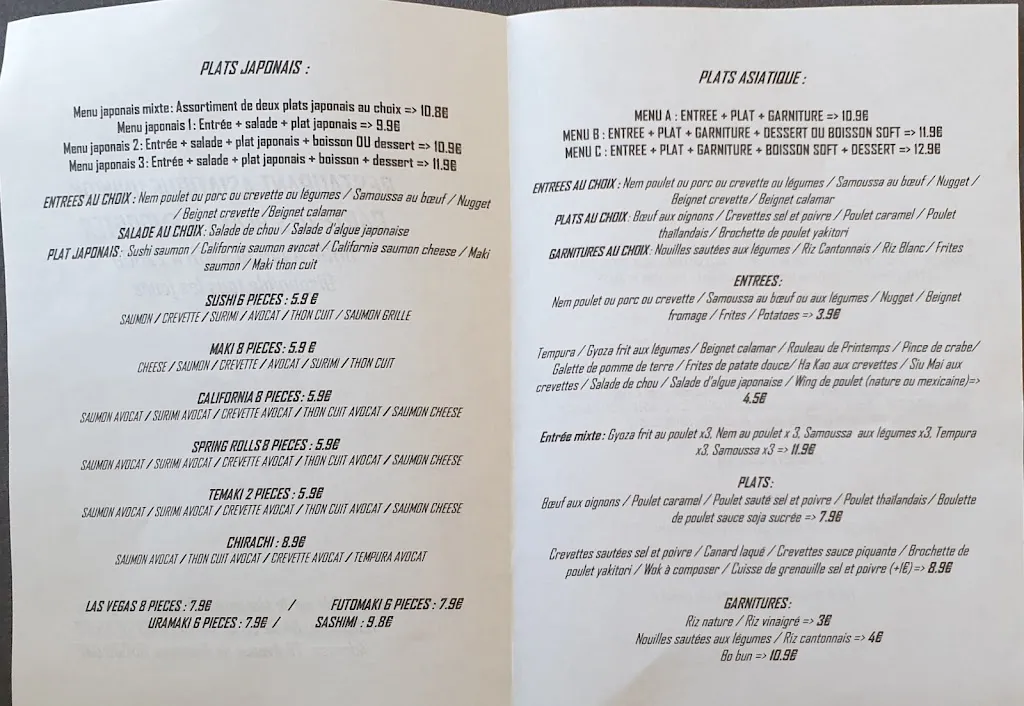 PLATS JAPONAIS :
Menu japonais mixte : Assortiment de deux plats japonais au choix => 10.8€
Menu japonais 1 : Entrée + salade + plat japonais => 9.9€
Menu japonais 2: Entrée + salade + plat japonais + boisson OU dessert => 10.9€
Menu japonais 3: Entrée + salade + plat japonais + boisson + dessert => 11.9€
ENTREES AU CHOIX : Nem poulet ou porc ou crevette ou légumes / Samoussa au bœuf / Nugget
/ Beignet crevette /Beignet calamar
SALADE AU CHOIX: Salade de chou / Salade d'algue japonaise
PLAT JAPONAIS : Sushi saumon / California saumon avocat / California saumon cheese / Maki
saumon / Maki thon cuit
SUSHI 6 PIECES : 5.9 €
SAUMON / CREVETTE / SURIMI / AVOCAT / THON CUIT / SAUMON GRILLE
MAKI 8 PIECES: 5.9 €
CHEESE / SAUMON / CREVETTE / AVOCAT / SURIMI / THON CUIT
CALIFORNIA 8 PIECES : 5.9€
SAUMON AVOCAT / SURIMI AVOCAT / CREVETTE AVOCAT / THON CUIT AVOCAT / SAUMON CHEESE
SPRING ROLLS 8 PIECES : 5.9€
SAUMON AVOCAT / SURIMI AVOCAT / CREVETTE AVOCAT / THON CUIT AVOCAT / SAUMON CHEESE
TEMAKI 2 PIECES : 5.9€
SAUMON AVOCAT / SURIMI AVOCAT / CREVETTE AVOCAT / THON CUIT AVOCAT / SAUMON CHEESE
CHIRACHI : 8.9€
SAUMON AVOCAT / THON CUIT AVOCAT / CREVETTE AVOCAT / TEMPURA AVOCAT
LAS VEGAS 8 PIECES : 7.9€ / FUTOMAKI 6 PIECES : 7.9€
URAMAKI 6 PIECES : 7.9€ / SASHIMI : 9.8€
PLATS ASIATIQUE :
MENU A : ENTREE + PLAT + GARNITURE => 10.9€
MENU B : ENTREE + PLAT + GARNITURE + DESSERT OU BOISSON SOFT => 11.9€
MENU C : ENTREE + PLAT + GARNITURE + BOISSON SOFT + DESSERT => 12.9€
ENTREES AU CHOIX : Nem poulet ou porc ou crevette ou légumes / Samoussa au bœuf / Nugget /
Beignet crevette / Beignet calamar
PLATS AU CHOIX : Bœuf aux oignons / Crevettes sel et poivre / Poulet caramel / Poulet
thaïlandais / Brochette de poulet yakitori
GARNITURES AU CHOIX : Nouilles sautées aux légumes / Riz Cantonnais / Riz Blanc / Frites
ENTREES:
Nem poulet ou porc ou crevette / Samoussa au bœuf ou aux légumes / Nugget / Beignet
fromage / Frites / Potatoes => 3.9€
Tempura / Gyoza frit aux légumes / Beignet calamar / Rouleau de Printemps / Pince de crabe/
Galette de pomme de terre / Frites de patate douce/ Ha Kao aux crevettes / Siu Mai aux
crevettes / Salade de chou / Salade d'algue japonaise / Wing de poulet (nature ou mexicaine)=>
4.5€
Entrée mixte : Gyoza frit au poulet x3, Nem au poulet x 3, Samoussa aux légumes x3, Tempura
x3, Samoussa x3 => 11.9€
PLATS:
Bœuf aux oignons / Poulet caramel / Poulet sauté sel et poivre / Poulet thaïlandais / Boulette
de poulet sauce soja sucrée => 7.9€
Crevettes sautées sel et poivre / Canard laqué / Crevettes sauce piquante / Brochette de
poulet yakitori / Wok à composer / Cuisse de grenouille sel et poivre (+1€)=> 8.9€
GARNITURES:
Riz nature / Riz vinaigré => 3€
Nouilles sautées aux légumes / Riz cantonnais => 4€
Bo bun => 10.9€